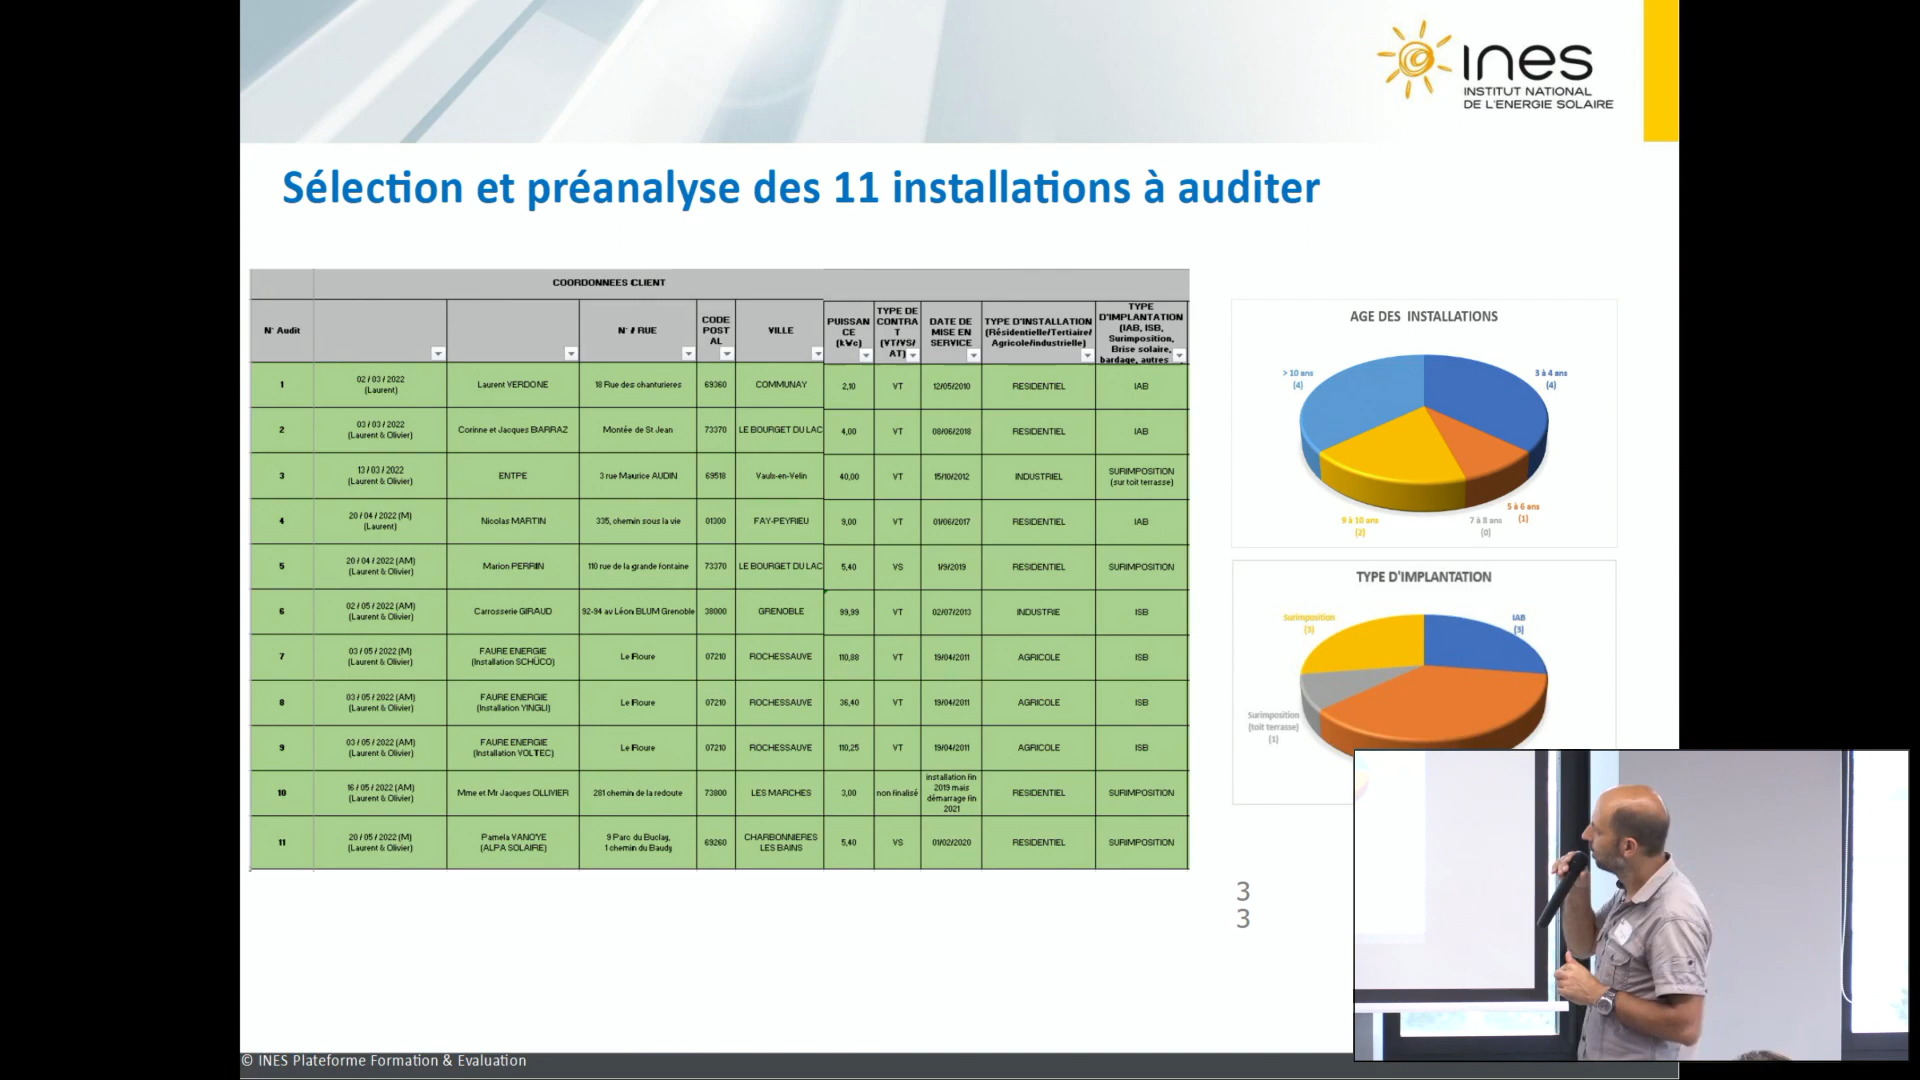 ines
INSTITUT NATIONAL
DE L'ENERGIE SOLAIRE
Sélection et préanalyse des 11 installations à auditer
COORDONNEES CLIENT
N° Audit
N° / RUE
CODE
POST
AL
VILLE
PUISSAN
CE
(kWc)
TYPE DE
CONTRA
T
(VT/VS/
AT)
DATE DE
MISE EN
SERVICE
TYPE D'INSTALLATION
(Résidentielle/Tertiaire/
Agricole/industrielle)
TYPE
D'IMPLANTATION
(IAB, ISB,
Surimposition,
Brise solaire,
bardage, autres
1
02 / 03 / 2022
(Laurent)
Laurent VERDONE
18 Rue des chanturieres
69360
COMMUNAY
2,10
VT
12/05/2010
RESIDENTIEL
IAB
2
03 / 03 / 2022
(Laurent & Olivier)
Corinne et Jacques BARRAZ
Montée de St Jean
73370
LE BOURGET DU LAC
4,00
VT
08/06/2018
RESIDENTIEL
IAB
3
13 / 03 / 2022
(Laurent & Olivier)
ENTPE
3 rue Maurice AUDIN
69518
Vaulx-en-Velin
40,00
VT
15/10/2012
INDUSTRIEL
SURIMPOSITION
(sur toit terrasse)
4
20 / 04 / 2022 (M)
(Laurent)
Nicolas MARTIN
335, chemin sous la vie
01300
FAY-PEYRIEU
9,00
VT
01/06/2017
RESIDENTIEL
IAB
5
20 / 04 / 2022 (AM)
(Laurent & Olivier)
Marion PERRIN
110 rue de la grande fontaine
73370
LE BOURGET DU LAC
5,40
VS
1/9/2019
RESIDENTIEL
SURIMPOSITION
6
02 / 05 / 2022 (AM)
(Laurent & Olivier)
Carrosserie GIRAUD
92-94 av Léon BLUM Grenoble
38000
GRENOBLE
99,99
VT
02/07/2013
INDUSTRIE
ISB
7
03 / 05 / 2022 (M)
(Laurent & Olivier)
FAURE ENERGIE
(Installation SCHÜCO)
Le Roure
07210
ROCHESSAUVE
110,88
VT
19/04/2011
AGRICOLE
ISB
8
03 / 05 / 2022 (AM)
(Laurent & Olivier)
FAURE ENERGIE
(Installation YINGLI)
Le Roure
07210
ROCHESSAUVE
36,40
VT
19/04/2011
AGRICOLE
ISB
9
03 / 05 / 2022 (AM)
(Laurent & Olivier)
FAURE ENERGIE
(Installation VOLTEC)
Le Roure
07210
ROCHESSAUVE
110,25
VT
19/04/2011
AGRICOLE
ISB
10
16 / 05 / 2022 (AM)
(Laurent & Olivier)
Mme et Mr Jacques OLLIVIER
281 chemin de la redoute
73800
LES MARCHES
3,00
non finalisé
installation fin
2019 mais
démarrage fin
2021
RESIDENTIEL
SURIMPOSITION
11
20 / 05 / 2022 (M)
(Laurent & Olivier)
Pamela VANOYE
(ALPA SOLAIRE)
9 Parc du Buclay,
1 chemin du Baudy
69260
CHARBONNIERES
LES BAINS
5,40
VS
01/02/2020
RESIDENTIEL
SURIMPOSITION
AGE DES INSTALLATIONS
> 10 ans
(4)
3 à 4 ans
(4)
5 à 6 ans
(1)
7 à 8 ans
(0)
9 à 10 ans
(2)
TYPE D'IMPLANTATION
Surimposition
(3)
IAB
(3)
Surimposition
(toit terrasse)
(1)
3
3
© INES Plateforme Formation & Evaluation